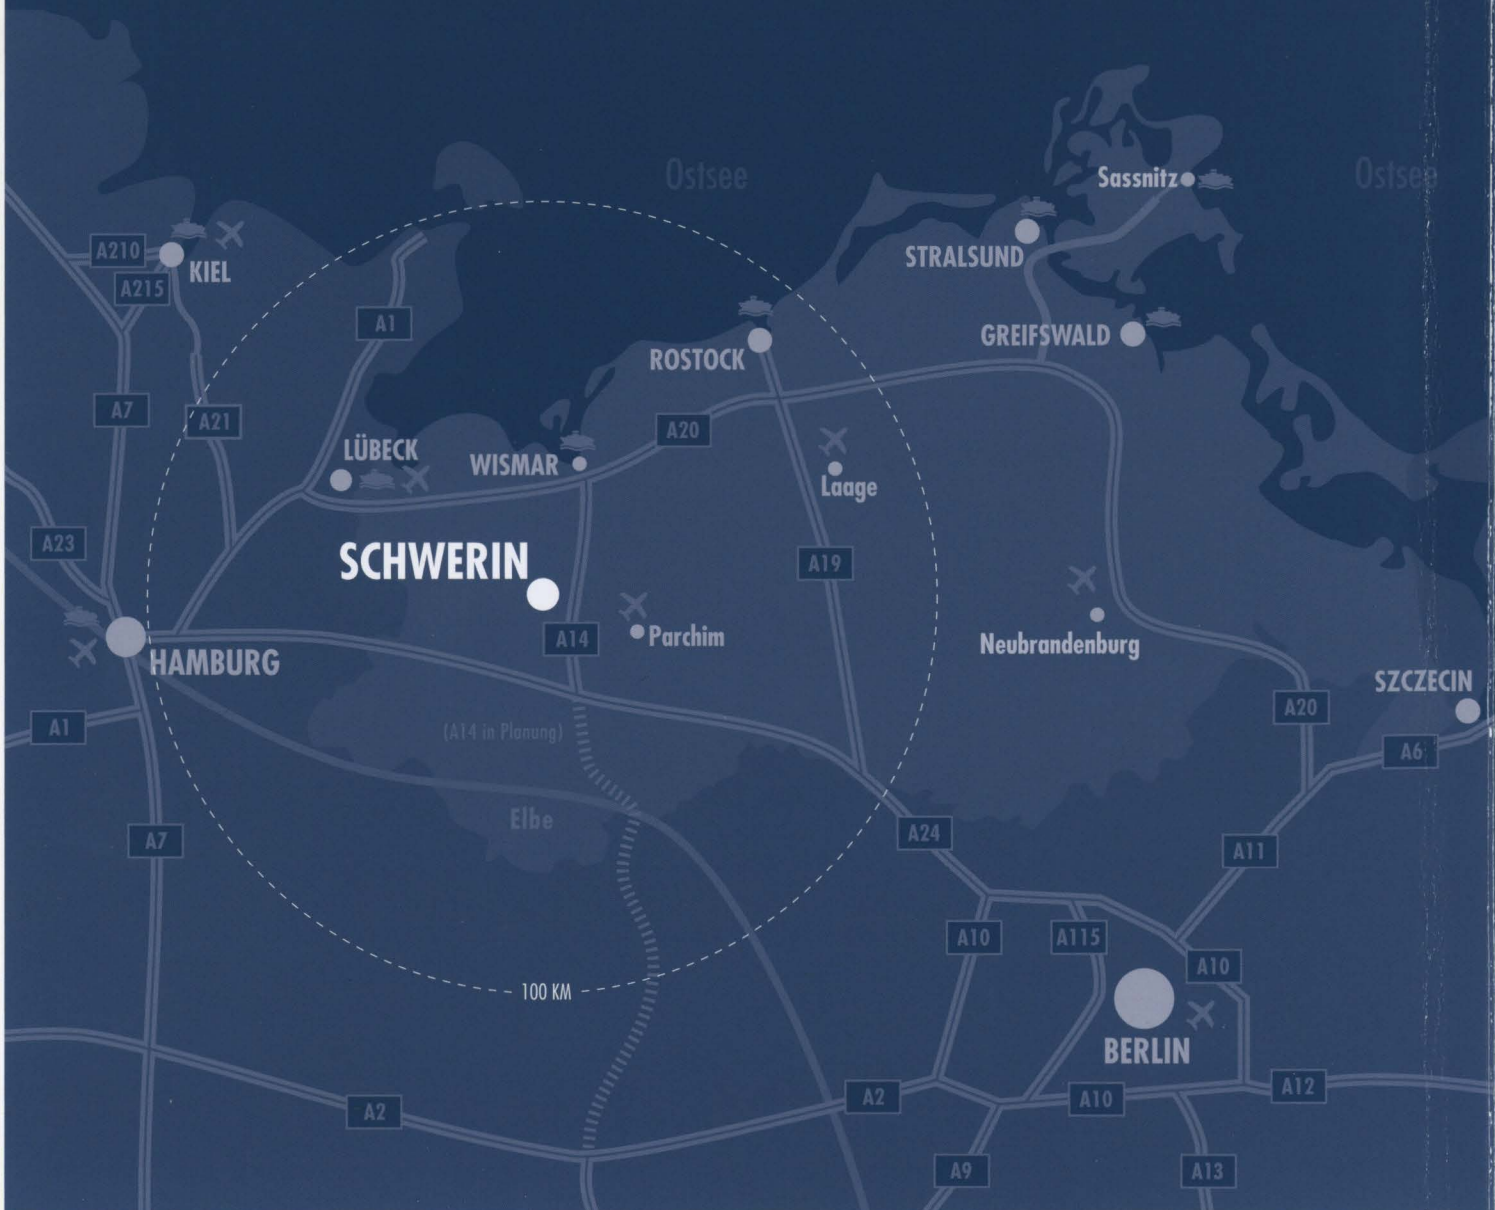 Ostsee
Ostsee
Sassnitz
A210
KIEL
STRALSUND
A215
A1
GREIFSWALD
ROSTOCK
A7
A21
A20
LÜBECK
WISMAR
Laage
A23
SCHWERIN
A19
A14
Parchim
Neubrandenburg
HAMBURG
SZCZECIN
A20
A1
(A14 in Planung)
A6
Elbe
A7
A24
A11
A10
A115
A10
100 KM
BERLIN
A2
A2
A10
A12
A9
A13